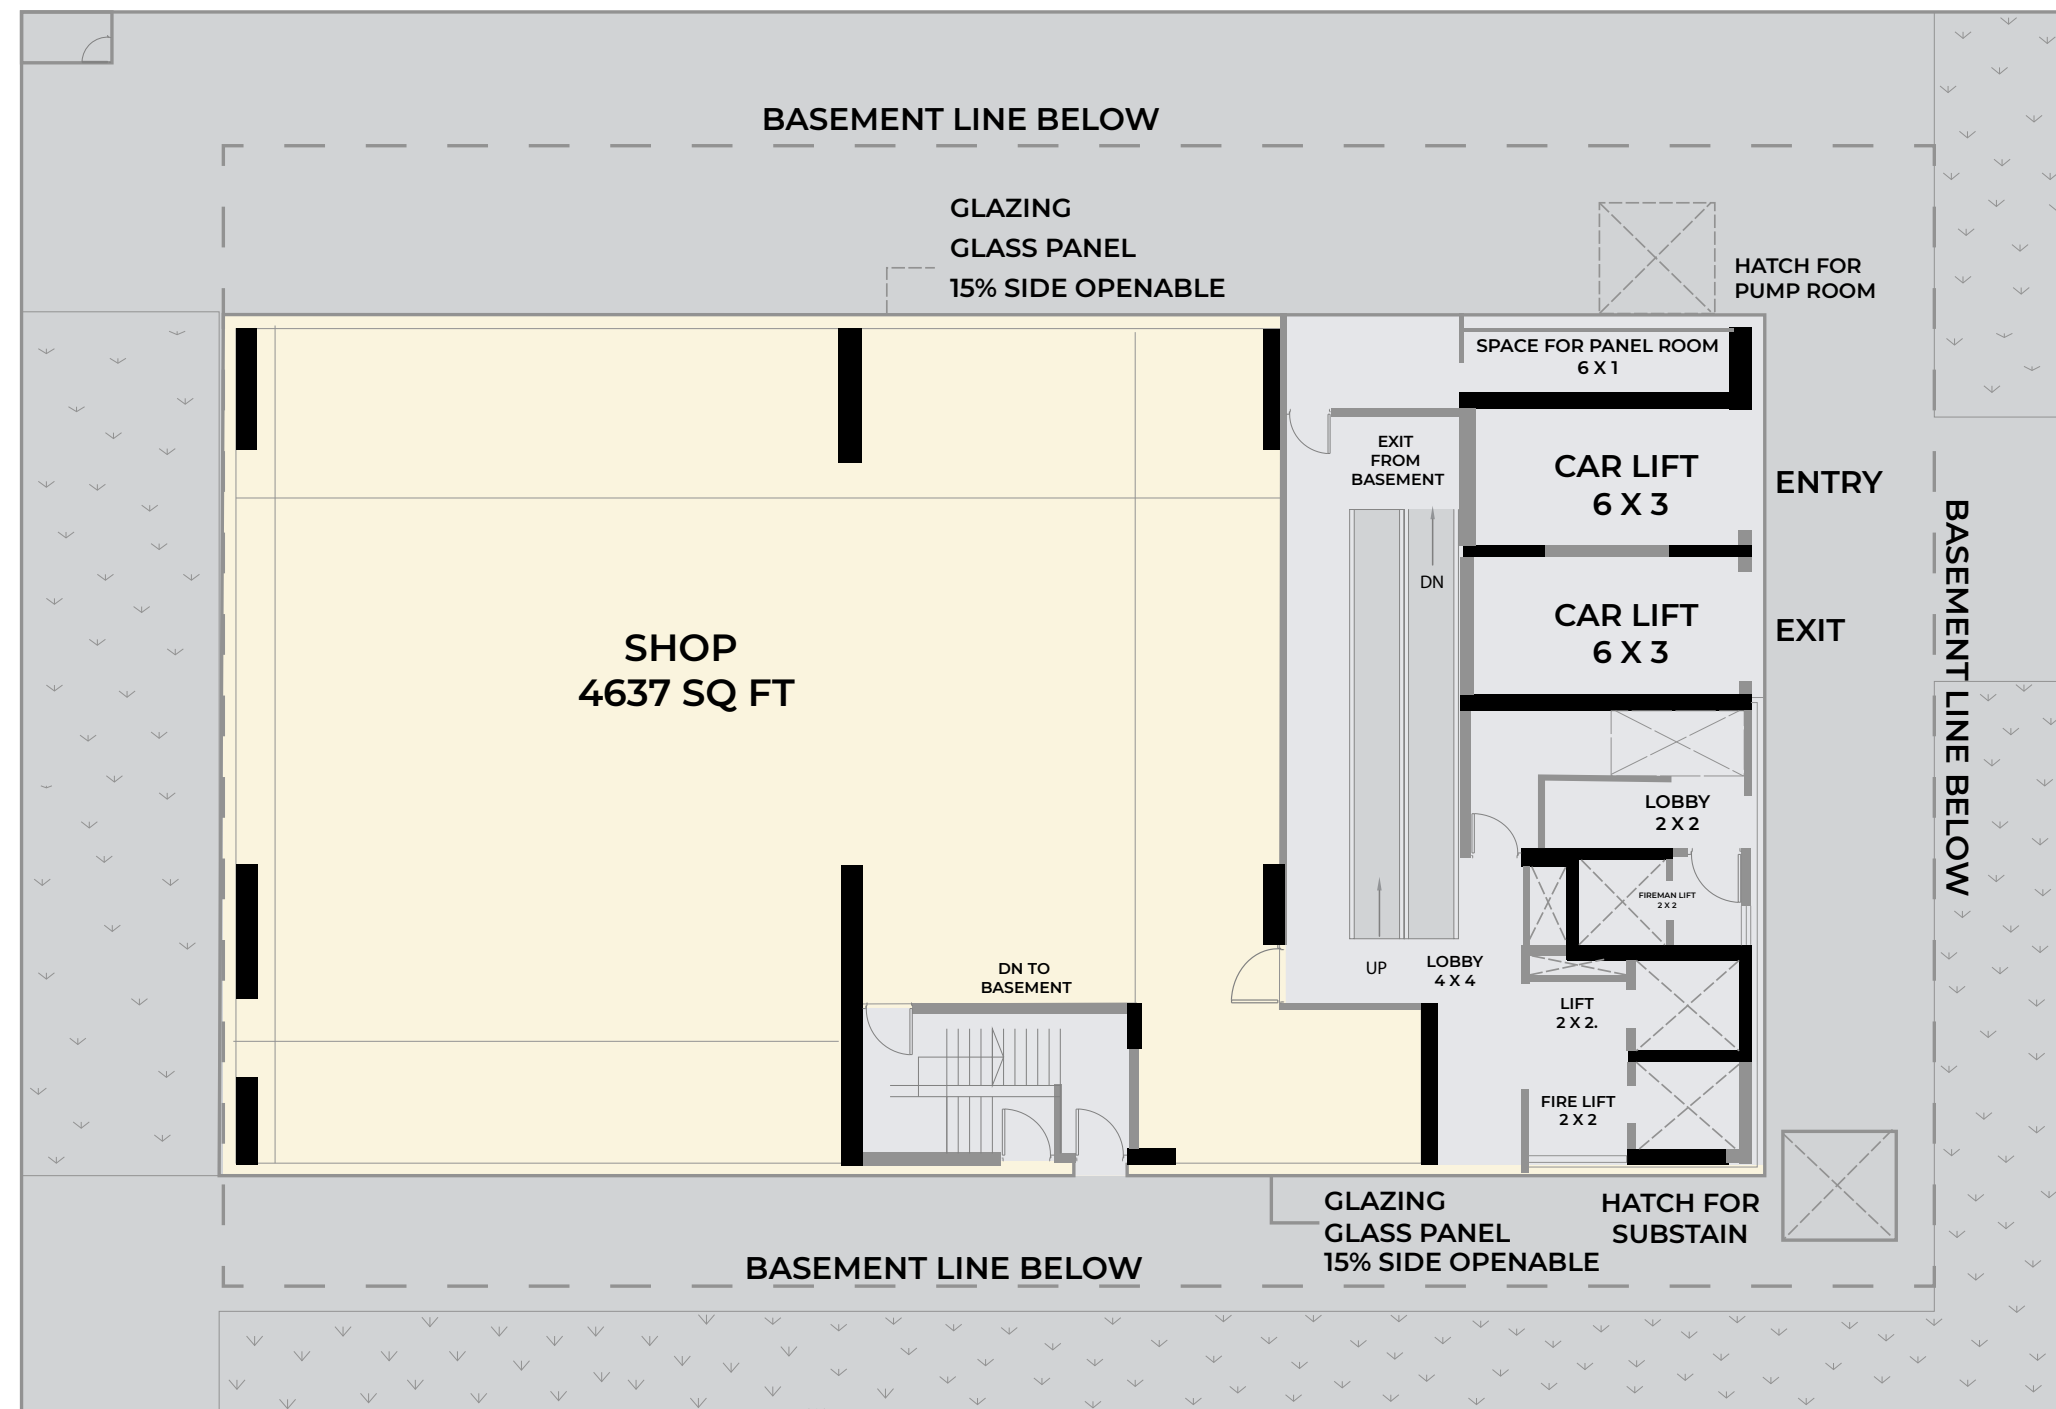 BASEMENT LINE BELOW
GLAZING
GLASS PANEL
15% SIDE OPENABLE
HATCH FOR
PUMP ROOM
SPACE FOR PANEL ROOM
6 X 1
EXIT
FROM
BASEMENT
CAR LIFT
6 X 3
ENTRY
DN
CAR LIFT
6 X 3
EXIT
BASEMENT LINE BELOW
SHOP
4637 SQ FT
LOBBY
2 X 2
FIREMAN LIFT
2 X 2
DN TO
BASEMENT
UP
LOBBY
4 X 4
LIFT
2 X 2.
FIRE LIFT
2 X 2
GLAZING
GLASS PANEL
15% SIDE OPENABLE
HATCH FOR
SUBSTAIN
BASEMENT LINE BELOW